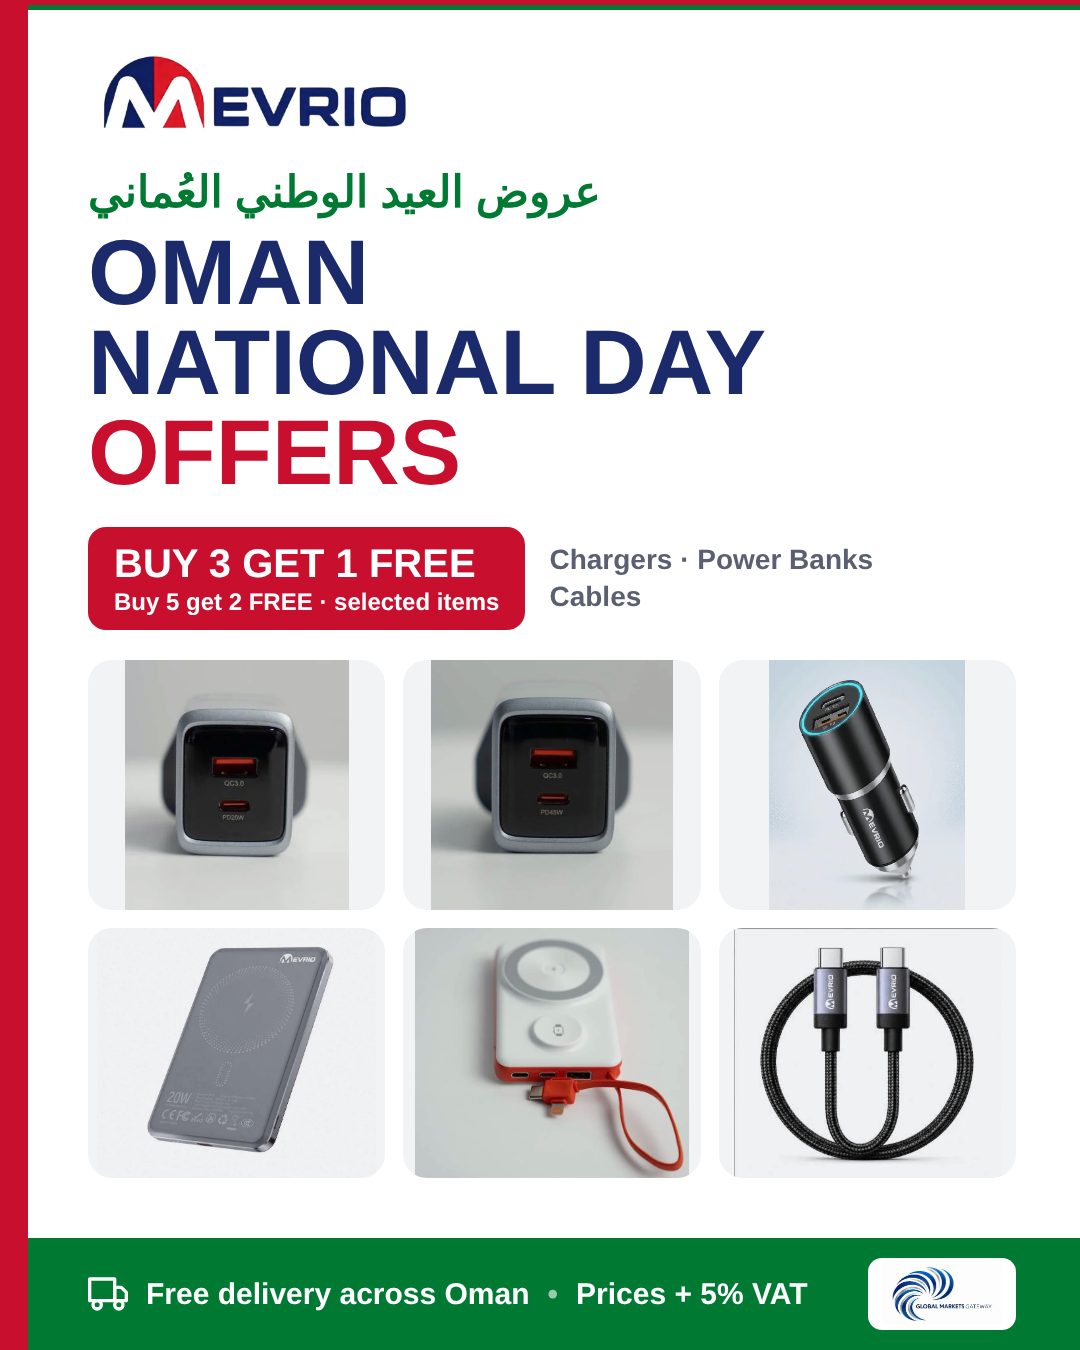 MEVRIO
عروض العيد الوطني العُماني
OMAN
NATIONAL DAY
OFFERS
BUY 3 GET 1 FREE
Buy 5 get 2 FREE · selected items
Chargers · Power Banks
Cables
QC3.0
PD20W
QC3.0
PD45W
MEVRIO
MEVRIO
20W
MEVRIO
MEVRIO
Free delivery across Oman • Prices + 5% VAT
GLOBAL MARKETS GATEWAY